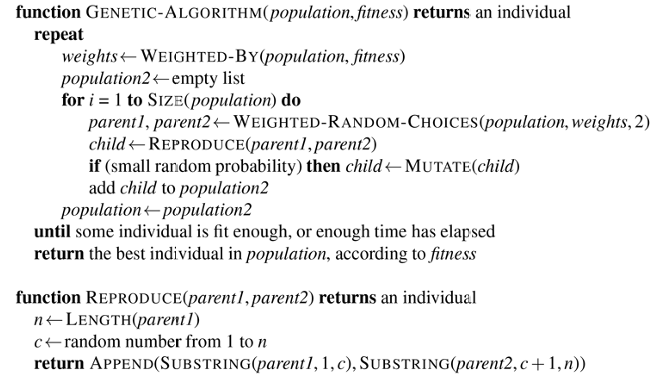 function GENETIC-ALGORITHM(population, fitness) returns an individual
repeat
weights ← WEIGHTED-BY(population, fitness)
population2 ← empty list
for i = 1 to SIZE(population) do
parent1, parent2 ← WEIGHTED-RANDOM-CHOICES(population, weights, 2)
child ← REPRODUCE(parent1, parent2)
if (small random probability) then child ← MUTATE(child)
add child to population2
population ← population2
until some individual is fit enough, or enough time has elapsed
return the best individual in population, according to fitness
function REPRODUCE(parent1, parent2) returns an individual
n ← LENGTH(parent1)
c ← random number from 1 to n
return APPEND(SUBSTRING(parent1, 1, c), SUBSTRING(parent2, c + 1, n))